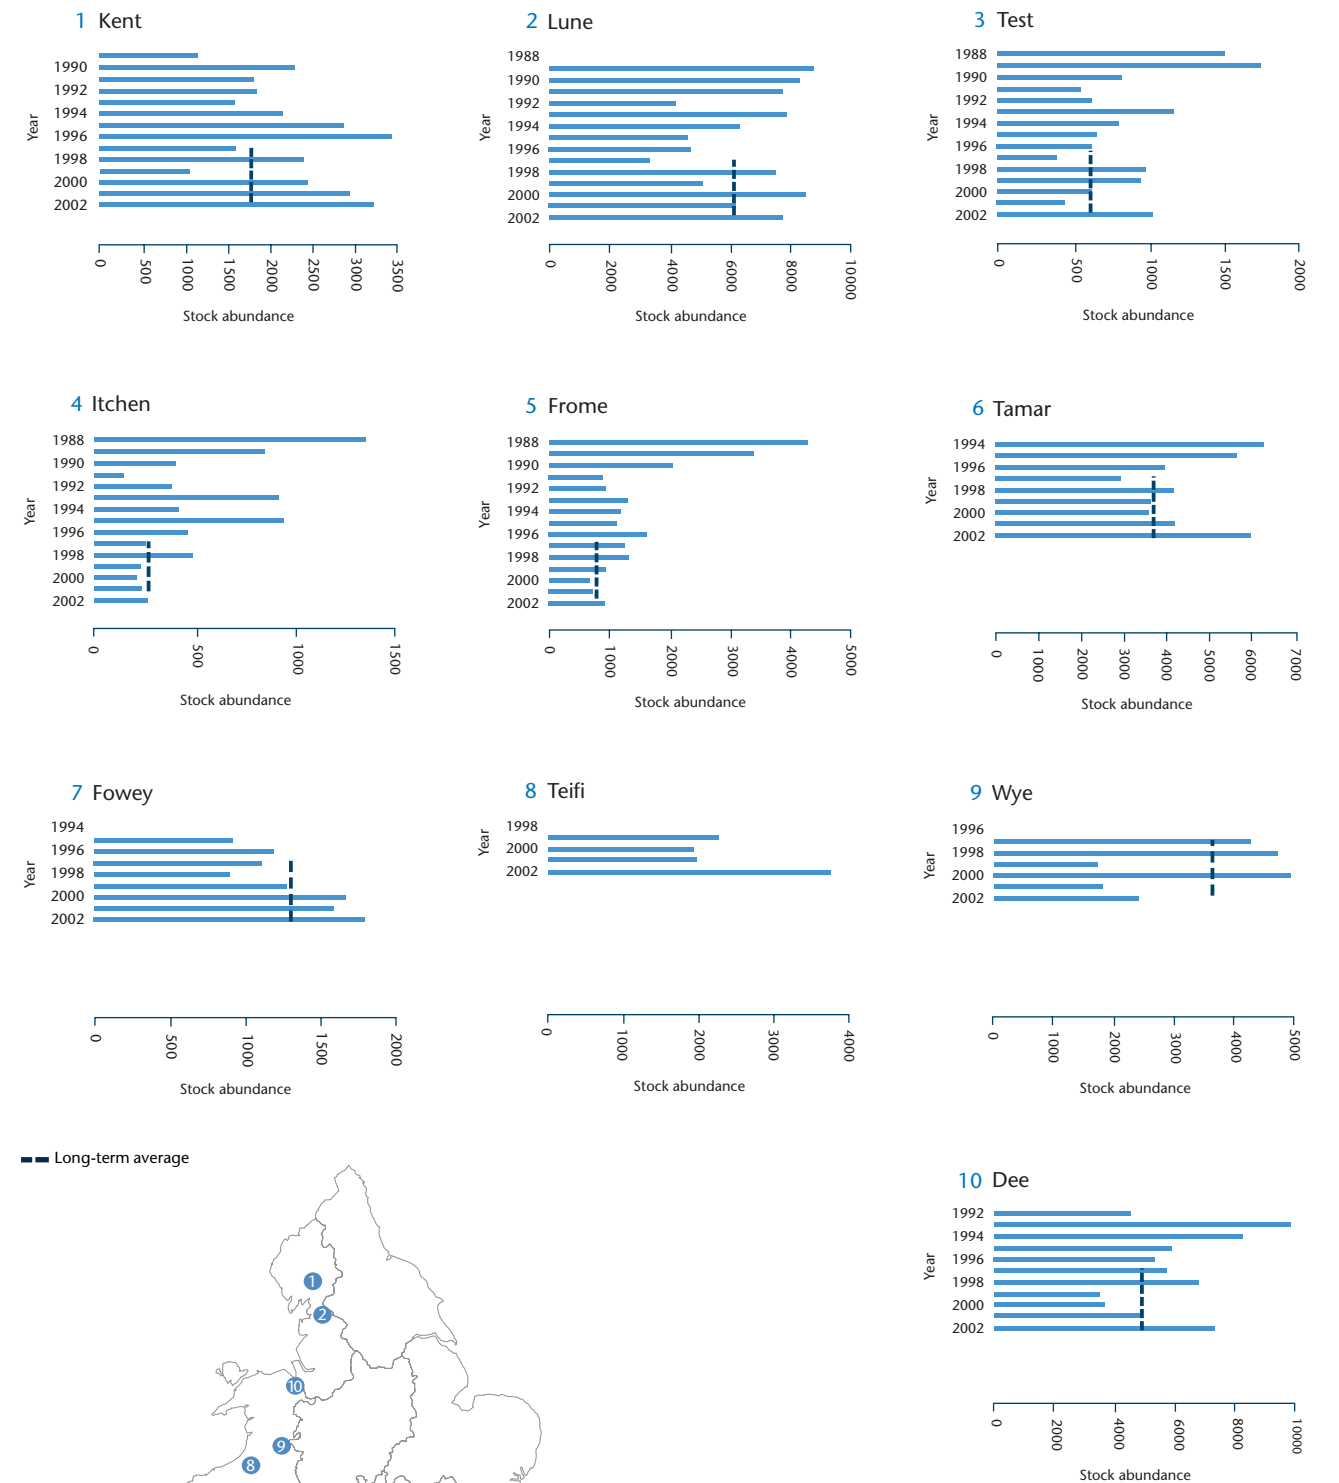 1 Kent
Year
1990
1992
1994
1996
1998
2000
2002
0 500 1000 1500 2000 2500 3000 3500
Stock abundance
2 Lune
Year
1988
1990
1992
1994
1996
1998
2000
2002
0 2000 4000 6000 8000 10000
Stock abundance
3 Test
Year
1988
1990
1992
1994
1996
1998
2000
2002
0 500 1000 1500 2000
Stock abundance
4 Itchen
Year
1988
1990
1992
1994
1996
1998
2000
2002
0 500 1000 1500
Stock abundance
5 Frome
Year
1988
1990
1992
1994
1996
1998
2000
2002
0 1000 2000 3000 4000 5000
Stock abundance
6 Tamar
Year
1994
1996
1998
2000
2002
0 1000 2000 3000 4000 5000 6000 7000
Stock abundance
7 Fowey
Year
1994
1996
1998
2000
2002
0 500 1000 1500 2000
Stock abundance
8 Teifi
Year
1998
2000
2002
0 1000 2000 3000 4000
Stock abundance
9 Wye
Year
1996
1998
2000
2002
0 1000 2000 3000 4000 5000
Stock abundance
Long-term average
1
2
10
9
8
10 Dee
Year
1992
1994
1996
1998
2000
2002
0 2000 4000 6000 8000 10000
Stock abundance